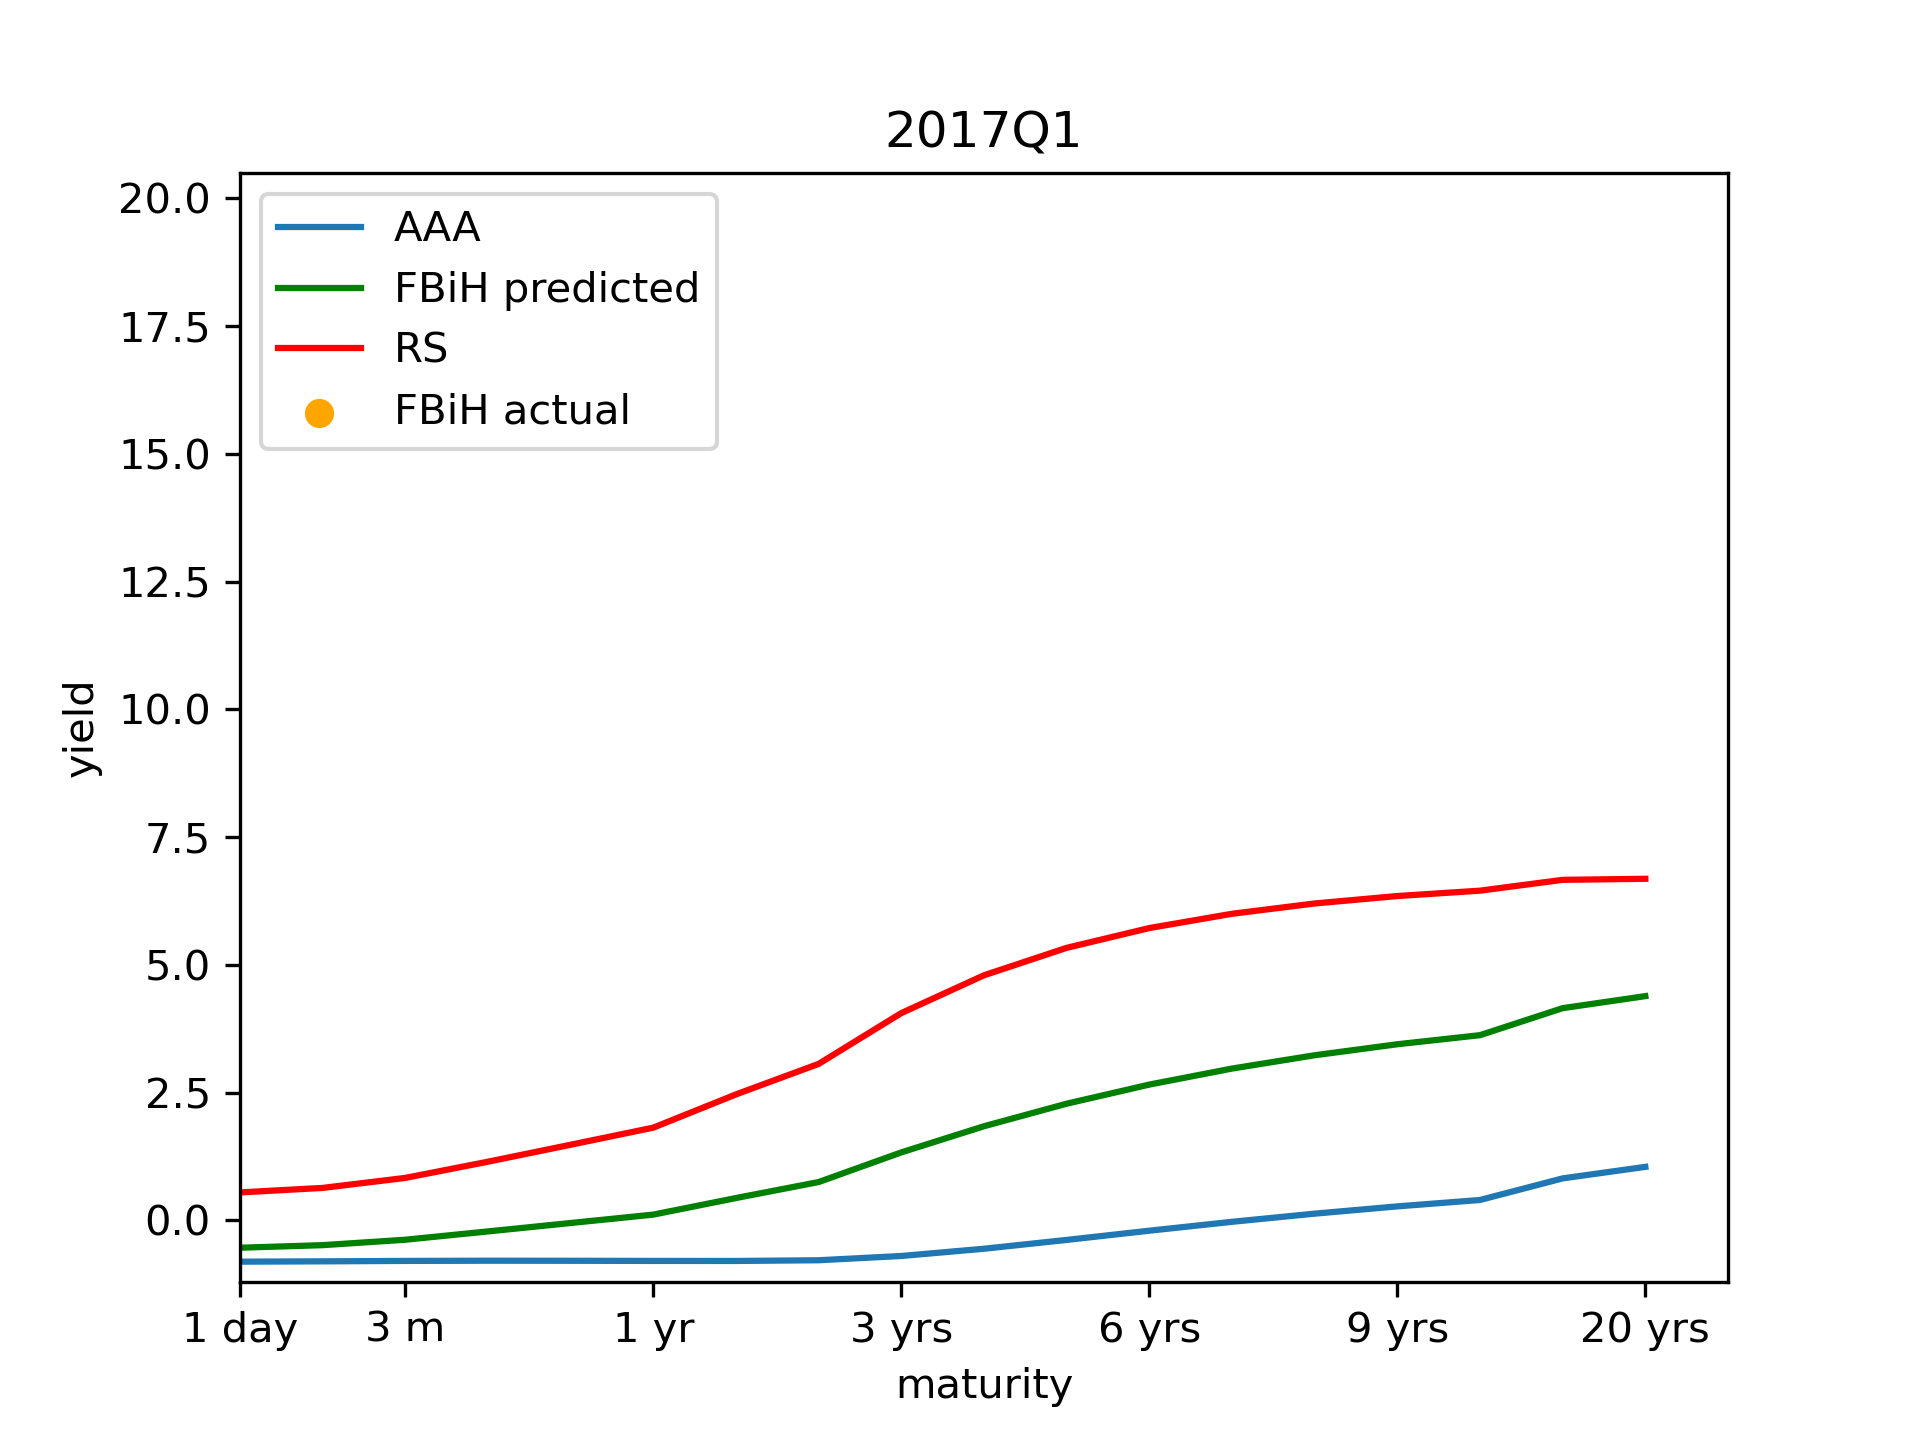 2017Q1
20.0
17.5
15.0
12.5
10.0
7.5
5.0
2.5
0.0
yield
AAA
FBiH predicted
RS
FBiH actual
1 day 3 m 1 yr 3 yrs 6 yrs 9 yrs 20 yrs
maturity